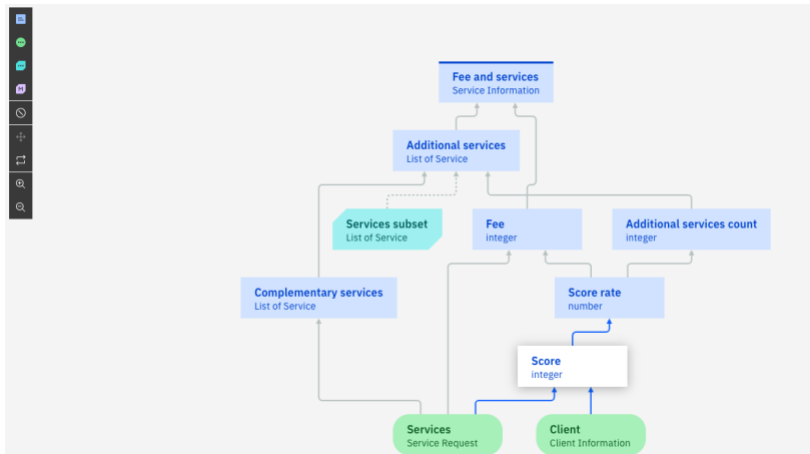 Fee and services
Service Information
Additional services
List of Service
Services subset
List of Service
Fee
integer
Additional services count
integer
Complementary services
List of Service
Score rate
number
Score
integer
Services
Service Request
Client
Client Information